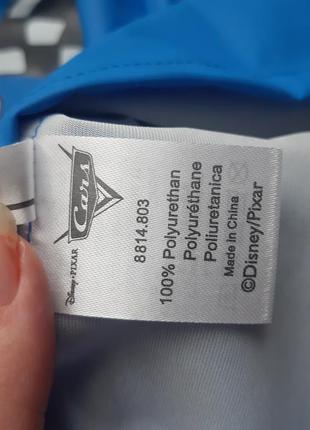 Disney·PIXAR
Cars
8814.803
100% Polyurethan
Polyuréthane
Poliuretanica
Made in China
©Disney/Pixar